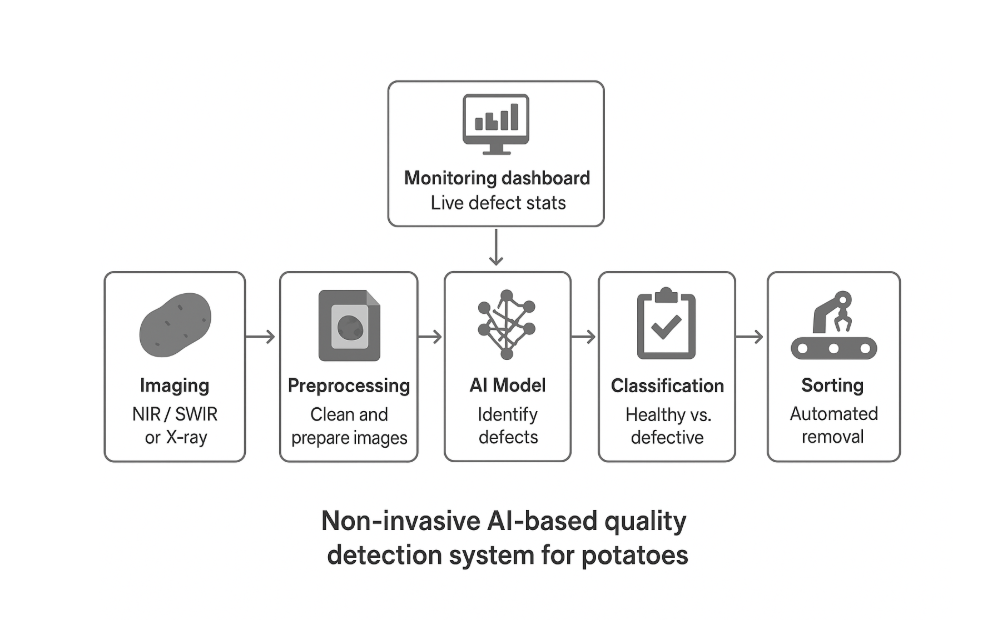 Monitoring dashboard
Live defect stats
Imaging
NIR / SWIR
or X-ray
Preprocessing
Clean and
prepare images
AI Model
Identify
defects
Classification
Healthy vs.
defective
Sorting
Automated
removal
Non-invasive AI-based quality
detection system for potatoes